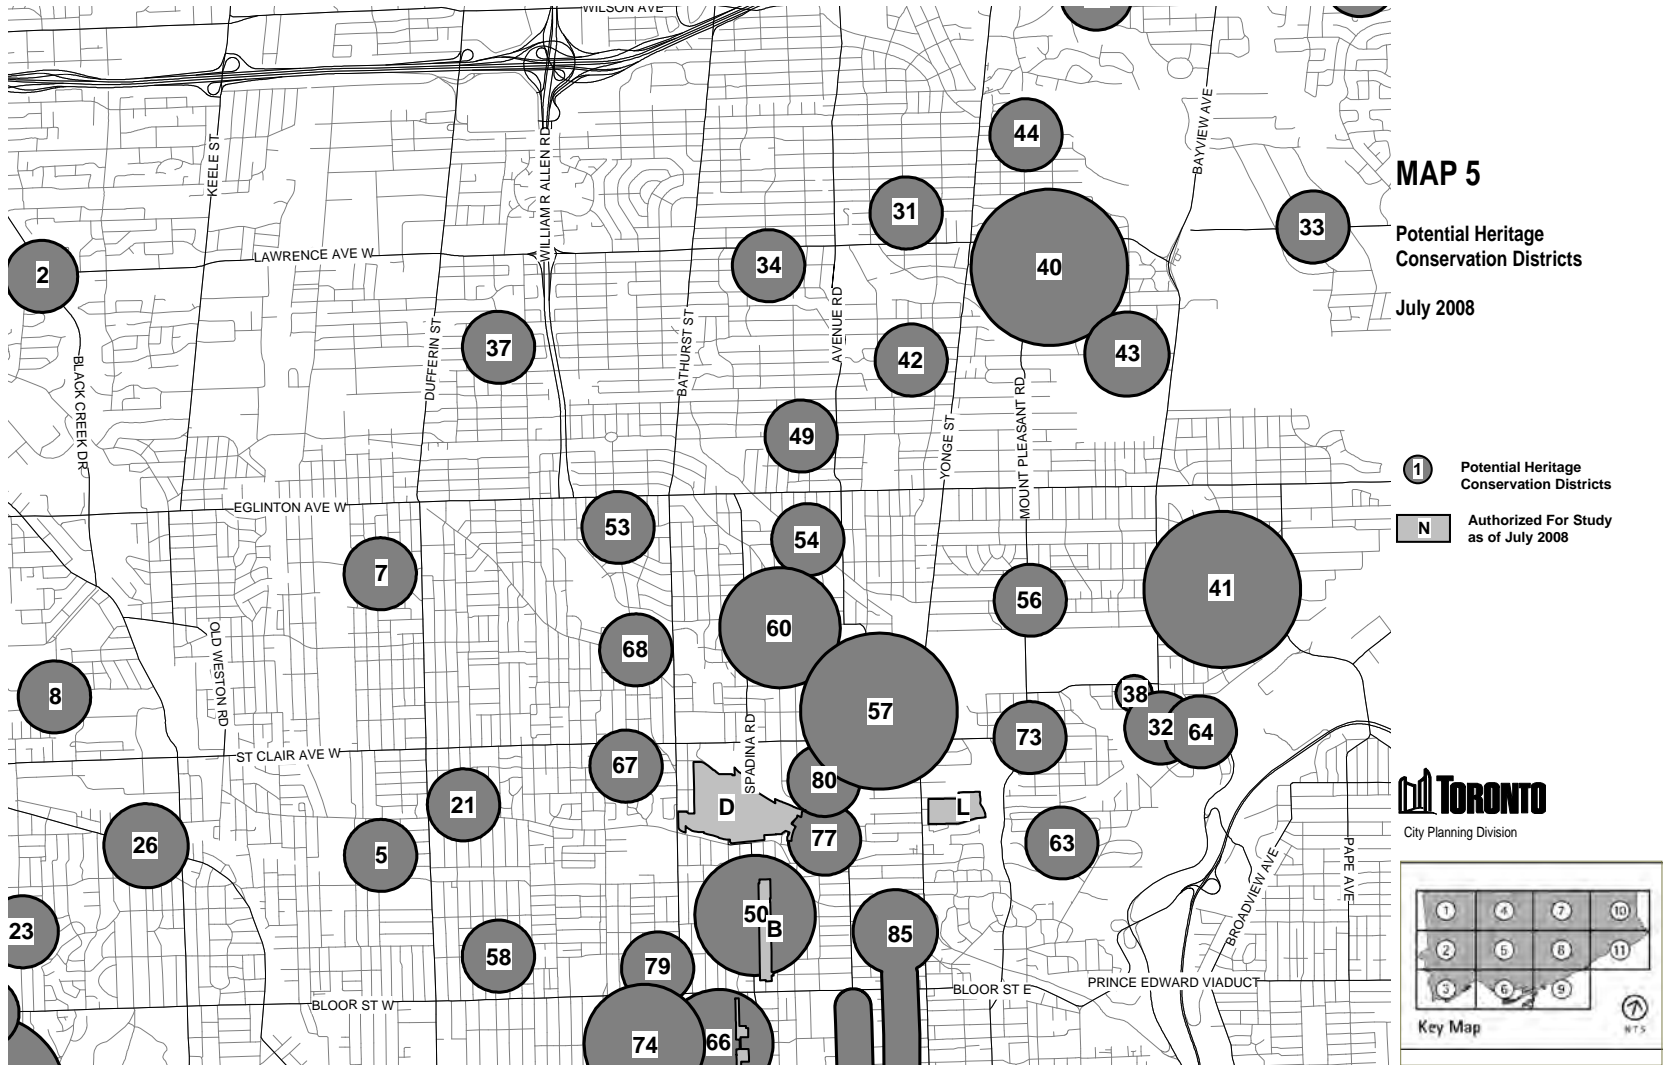 WILSON AVE
KEELE ST
WILLIAM R ALLEN RD
BAYVIEW AVE
44
31
33
2
LAWRENCE AVE W
34
40
37
DUFFERIN ST
BATHURST ST
AVENUE RD
42
43
BLACK CREEK DR
49
YONGE ST
MOUNT PLEASANT RD
EGLINTON AVE W
53
54
7
56
41
60
68
OLD WESTON RD
8
57
38
32
64
73
SPADINA RD
ST CLAIR AVE W
67
80
21
D
L
26
5
77
63
PAPE AVE
BROADVIEW AVE
50
B
23
85
58
79
BLOOR ST W
BLOOR ST E
PRINCE EDWARD VIADUCT
74
66
MAP 5
Potential Heritage
Conservation Districts
July 2008
1
Potential Heritage
Conservation Districts
N
Authorized For Study
as of July 2008
TORONTO
City Planning Division
1 4 7 10
2 5 8 11
3 6 9
Key Map
NTS